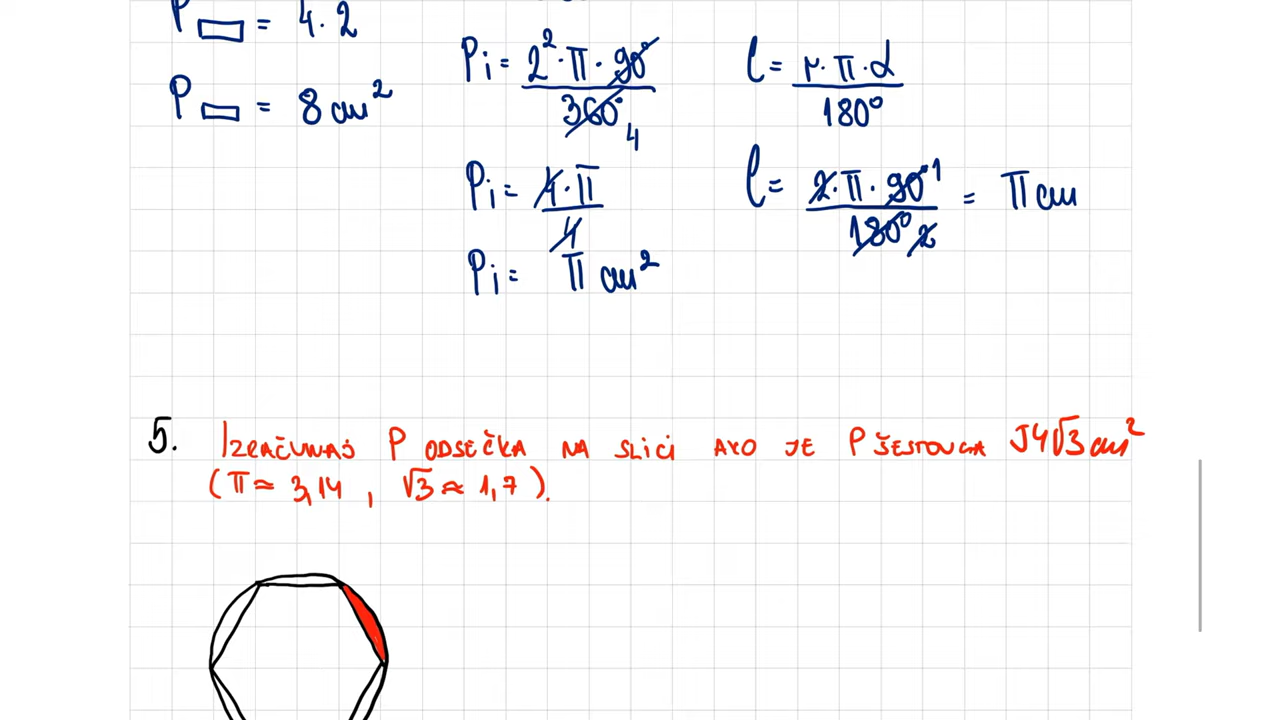 P▭ = 4·2
P▭ = 8 cm²
Pi = 2²·π·90° / 360° 4
Pi = 4·π / 4
Pi = π cm²
l = r·π·α / 180°
l = 2·π·90° 1 / 180° 2 = π cm
5. IZRAČUNAJ P ODSEČKA NA SLICI AKO JE P ŠESTOUGLA 54√3 cm²
(π ≈ 3,14 , √3 ≈ 1,7).